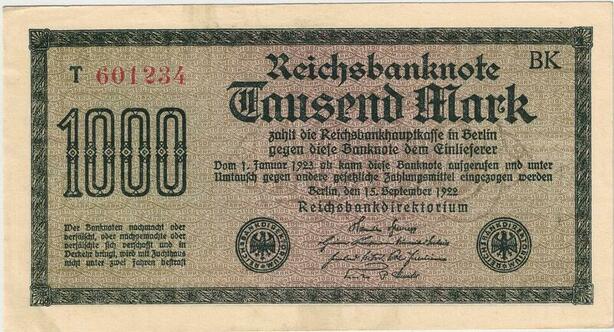 Reichsbanknote
BK
T 601234
Tausend Mark
1000
zahlt die Reichsbankhauptkasse in Berlin
gegen diese Banknote dem Einlieferer
Vom 1. Januar 1923 ab kann diese Banknote aufgerufen und unter
Umtausch gegen andere gesetzliche Zahlungsmittel eingezogen werden
Berlin, den 15. September 1922
Reichsbankdirektorium
Wer Banknoten nachmacht oder
verfälscht, oder nachgemachte oder
verfälschte sich verschafft und in
Verkehr bringt, wird mit Zuchthaus
nicht unter zwei Jahren bestraft
REICHSBANKDIREKTORIUM
REICHSBANKDIREKTORIUM